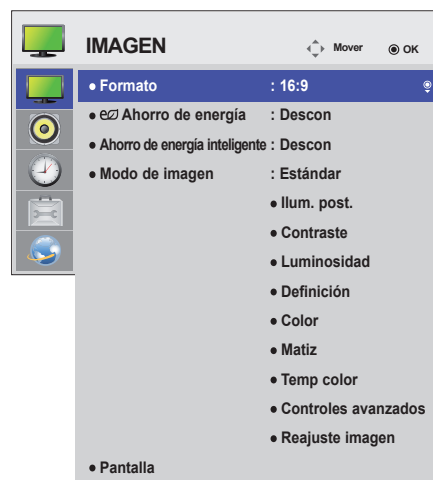 IMAGEN Mover OK
● Formato : 16:9
● Ahorro de energía : Descon
● Ahorro de energía inteligente : Descon
● Modo de imagen : Estándar
● Ilum. post.
● Contraste
● Luminosidad
● Definición
● Color
● Matiz
● Temp color
● Controles avanzados
● Reajuste imagen
● Pantalla